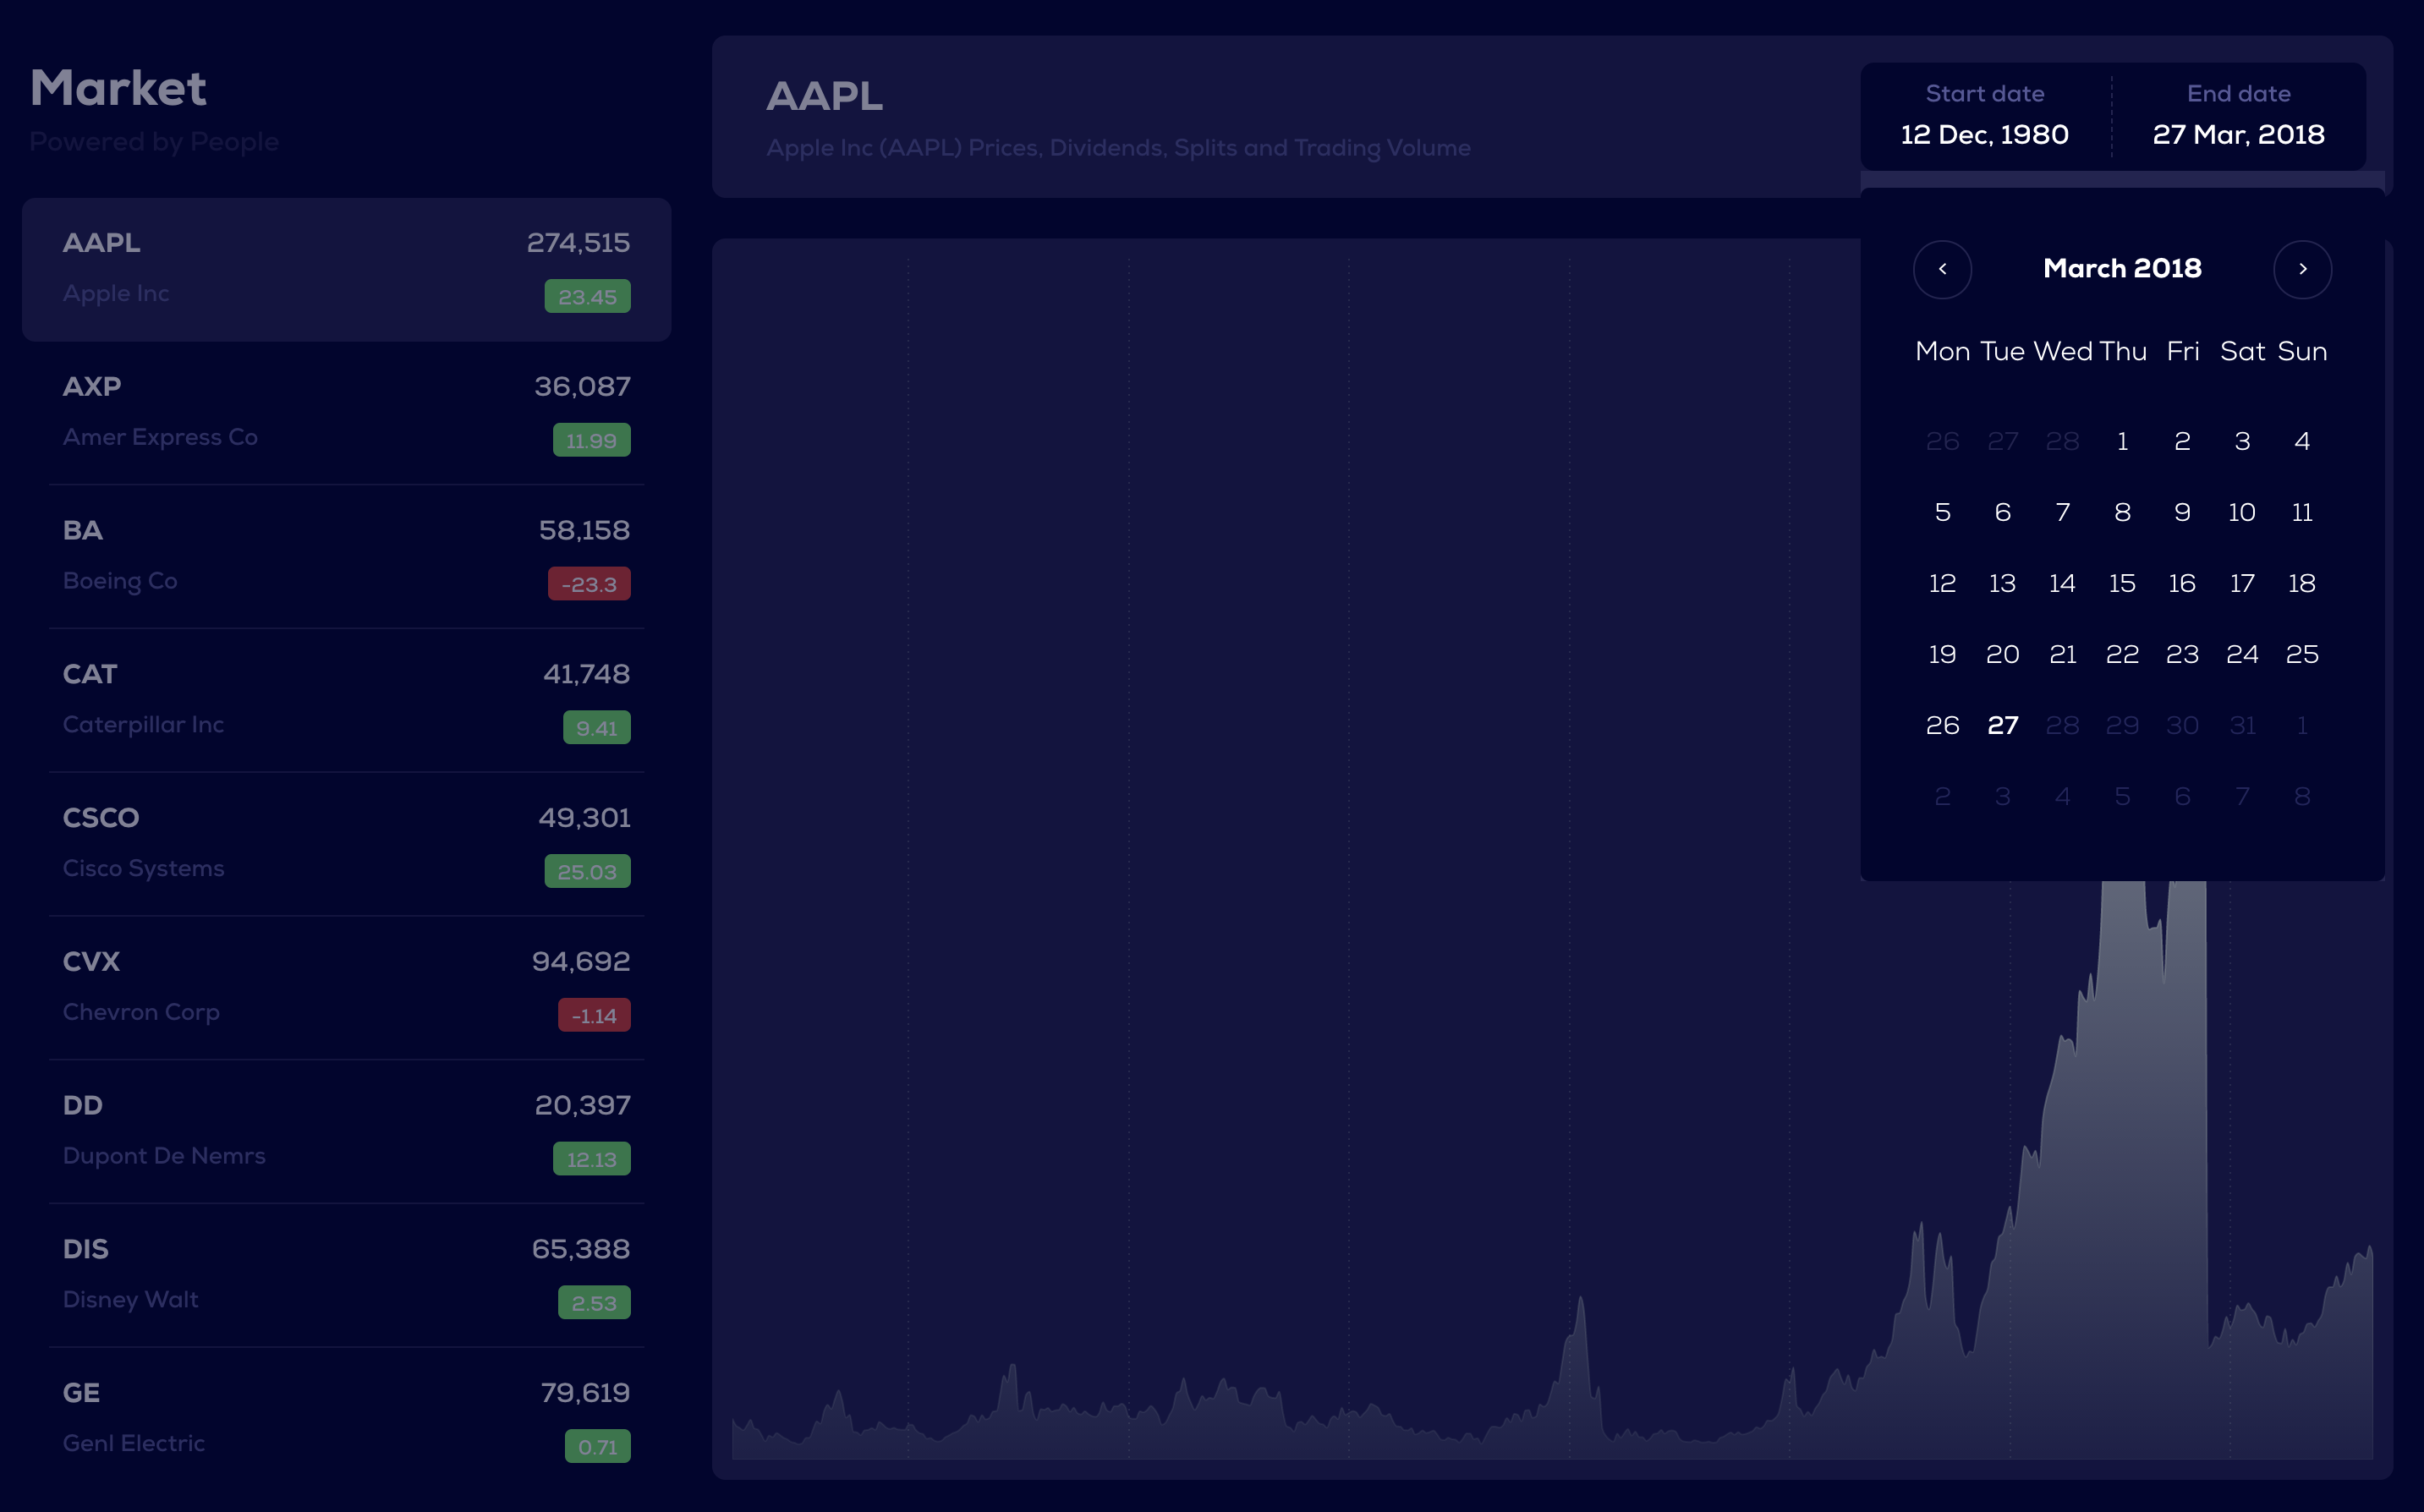 Market
Powered by People
AAPL 274,515
Apple Inc 23.45
AXP 36,087
Amer Express Co 11.99
BA 58,158
Boeing Co -23.3
CAT 41,748
Caterpillar Inc 9.41
CSCO 49,301
Cisco Systems 25.03
CVX 94,692
Chevron Corp -1.14
DD 20,397
Dupont De Nemrs 12.13
DIS 65,388
Disney Walt 2.53
GE 79,619
Genl Electric 0.71
AAPL
Apple Inc (AAPL) Prices, Dividends, Splits and Trading Volume
Start date End date
12 Dec, 1980 27 Mar, 2018
< March 2018 >
Mon Tue Wed Thu Fri Sat Sun
26 27 28 1 2 3 4
5 6 7 8 9 10 11
12 13 14 15 16 17 18
19 20 21 22 23 24 25
26 27 28 29 30 31 1
2 3 4 5 6 7 8